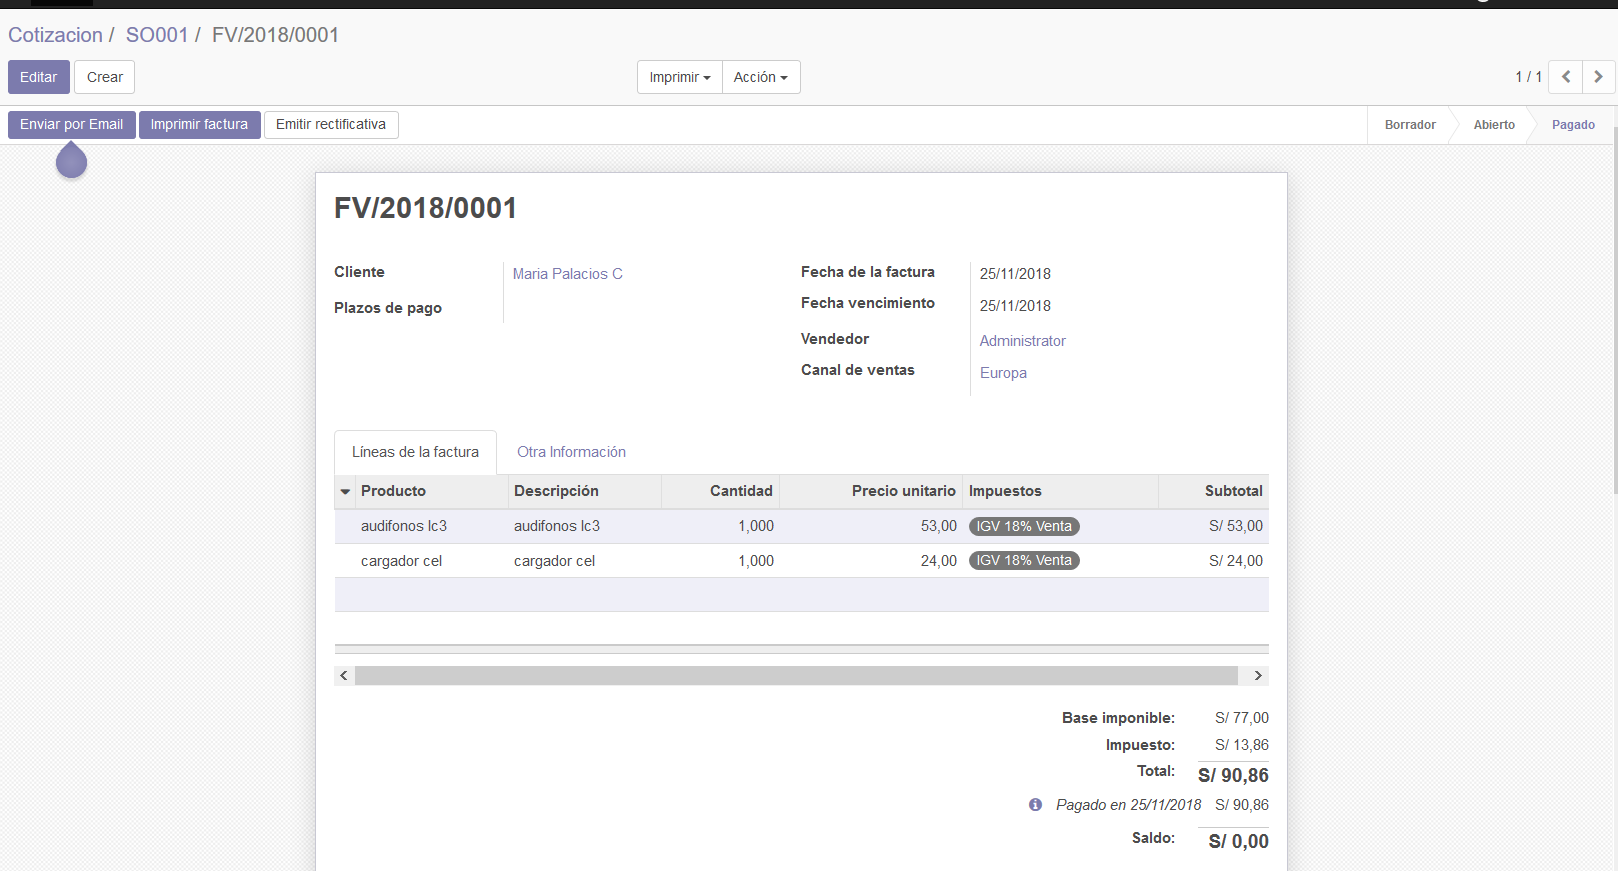 Cotizacion / SO001 / FV/2018/0001
Editar Crear Imprimir Acción 1 / 1
Enviar por Email Imprimir factura Emitir rectificativa Borrador Abierto Pagado
FV/2018/0001
Cliente Maria Palacios C Fecha de la factura 25/11/2018
Plazos de pago Fecha vencimiento 25/11/2018
Vendedor Administrator
Canal de ventas Europa
Líneas de la factura Otra Información
Producto Descripción Cantidad Precio unitario Impuestos Subtotal
audifonos lc3 audifonos lc3 1,000 53,00 IGV 18% Venta S/ 53,00
cargador cel cargador cel 1,000 24,00 IGV 18% Venta S/ 24,00
Base imponible: S/ 77,00
Impuesto: S/ 13,86
Total: S/ 90,86
Pagado en 25/11/2018 S/ 90,86
Saldo: S/ 0,00